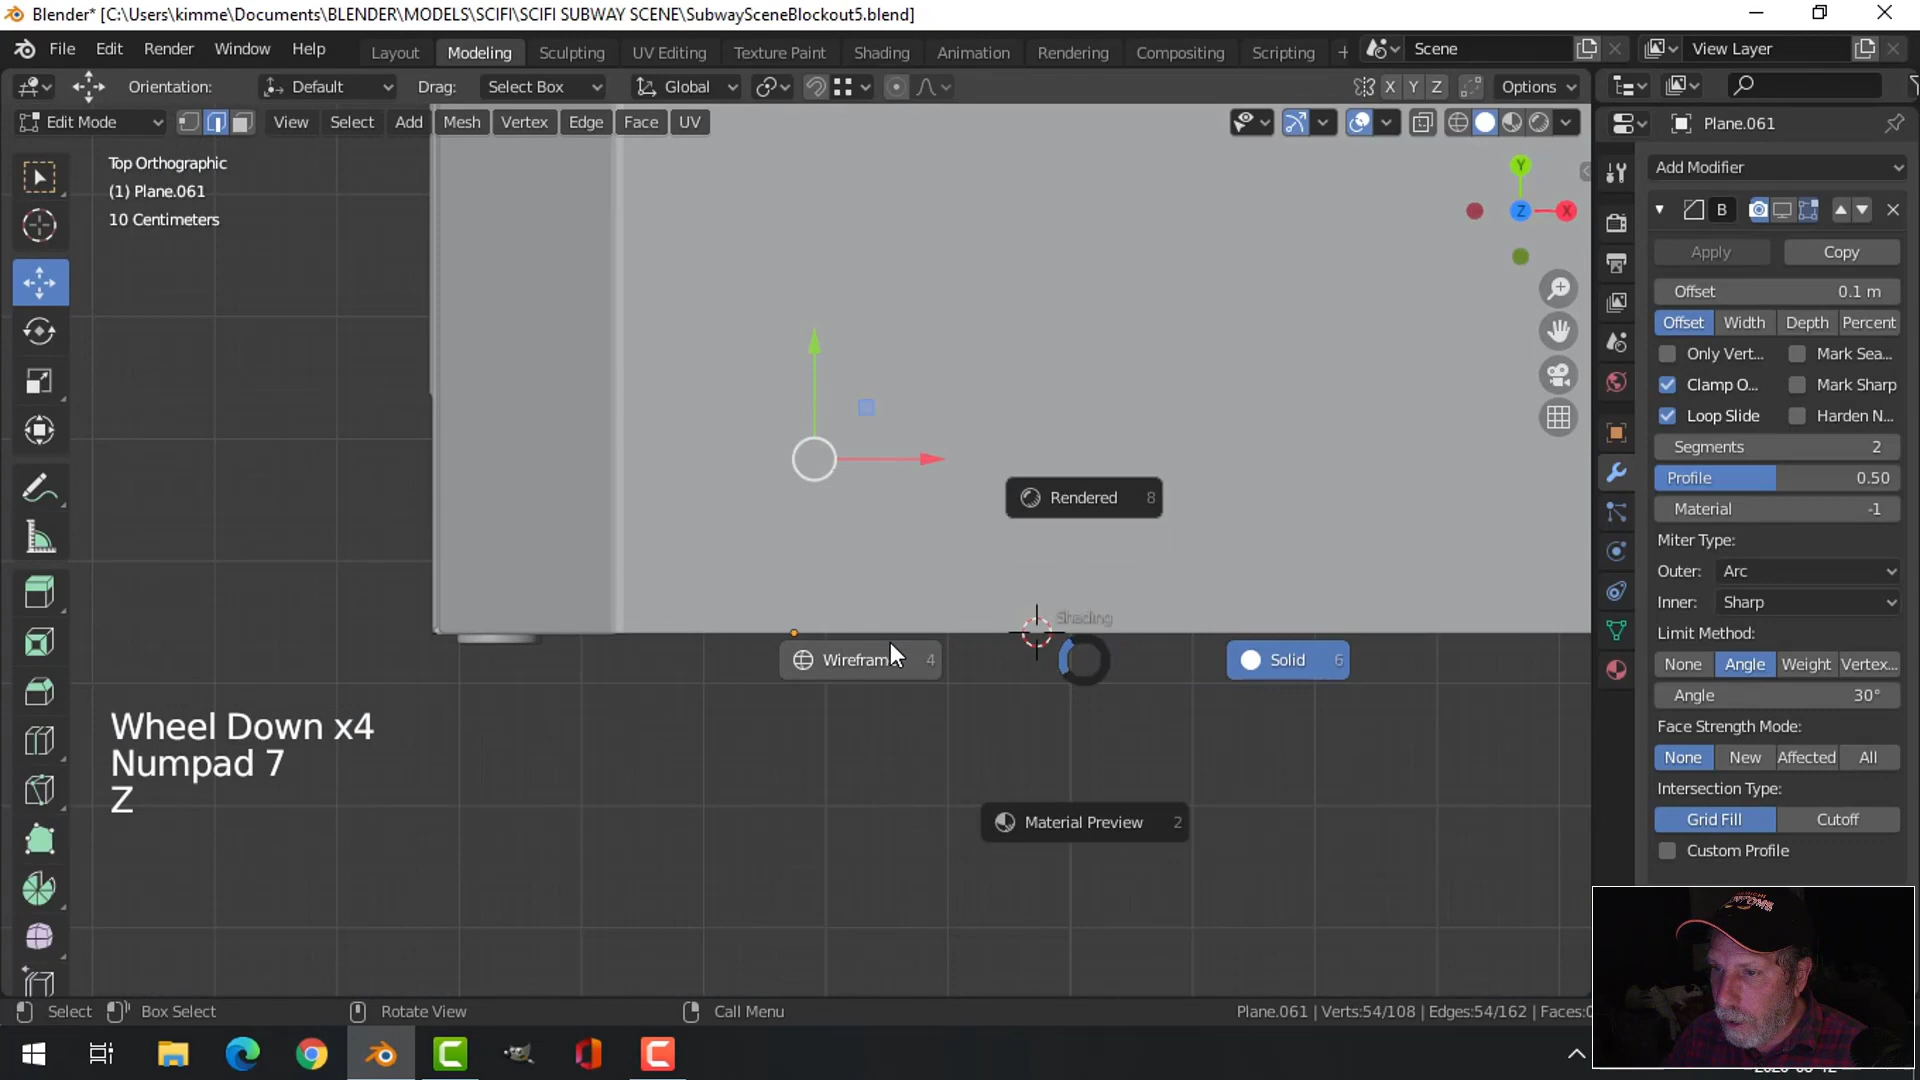 Blender* [C:\Users\kimme\Documents\BLENDER\MODELS\SCIFI\SCIFI SUBWAY SCENE\SubwaySceneBlockout5.blend]
File Edit Render Window Help Layout Modeling Sculpting UV Editing Texture Paint Shading Animation Rendering Compositing Scripting + Scene View Layer
Orientation: Default Drag: Select Box Global X Y Z Options
Edit Mode View Select Add Mesh Vertex Edge Face UV Plane.061
Top Orthographic
(1) Plane.061
10 Centimeters
Y
Z X
Add Modifier
B
Apply Copy
Offset 0.1 m
Offset Width Depth Percent
Only Vert... Mark Sea...
Clamp O... Mark Sharp
Loop Slide Harden N...
Segments 2
Profile 0.50
Material -1
Miter Type:
Outer: Arc
Inner: Sharp
Limit Method:
None Angle Weight Vertex...
Angle 30°
Face Strength Mode:
None New Affected All
Intersection Type:
Grid Fill Cutoff
Custom Profile
Rendered 8
Shading
4
Solid 6
Material Preview 2
Wheel Down x4
Numpad 7
Z
Select Box Select Rotate View Call Menu Plane.061 | Verts:54/108 | Edges:54/162 |